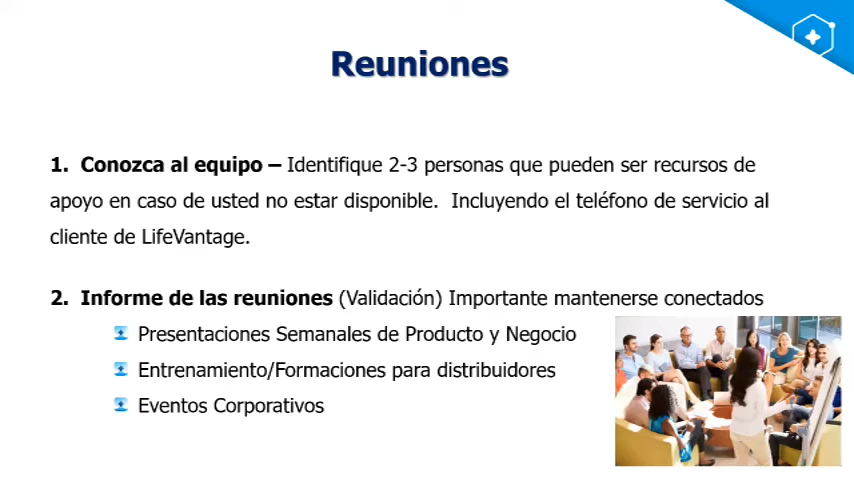 Reuniones
1. Conozca al equipo – Identifique 2-3 personas que pueden ser recursos de
apoyo en caso de usted no estar disponible. Incluyendo el teléfono de servicio al
cliente de LifeVantage.
2. Informe de las reuniones (Validación) Importante mantenerse conectados
Presentaciones Semanales de Producto y Negocio
Entrenamiento/Formaciones para distribuidores
Eventos Corporativos